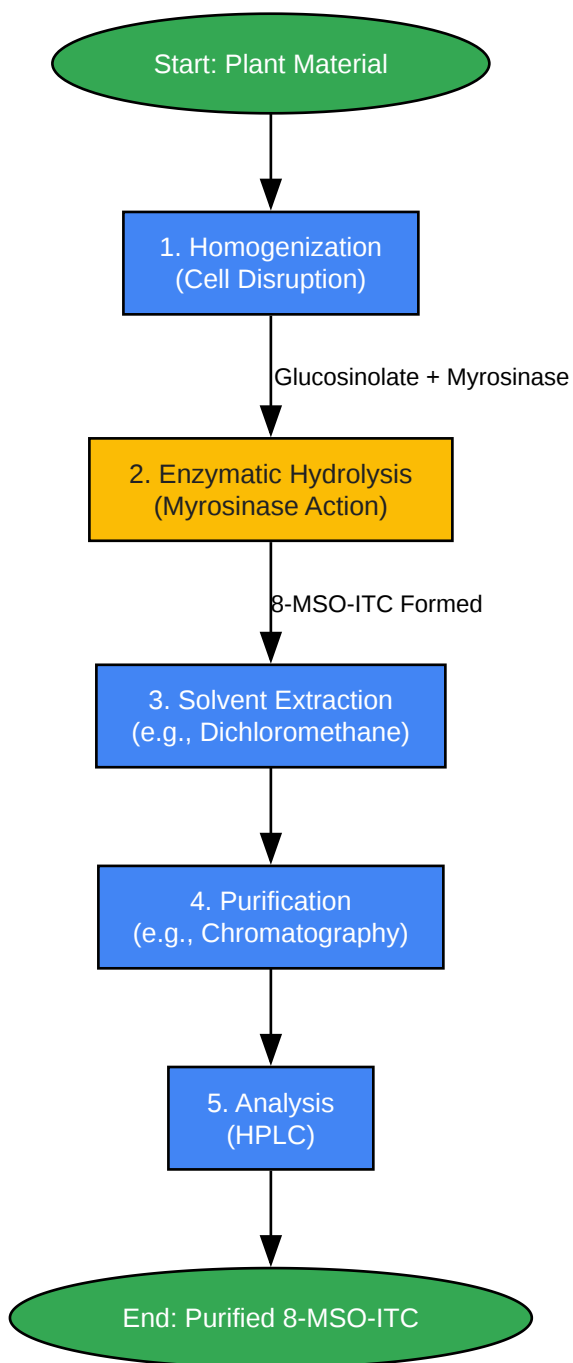 Start: Plant Material
1. Homogenization
(Cell Disruption)
Glucosinolate + Myrosinase
2. Enzymatic Hydrolysis
(Myrosinase Action)
8-MSO-ITC Formed
3. Solvent Extraction
(e.g., Dichloromethane)
4. Purification
(e.g., Chromatography)
5. Analysis
(HPLC)
End: Purified 8-MSO-ITC